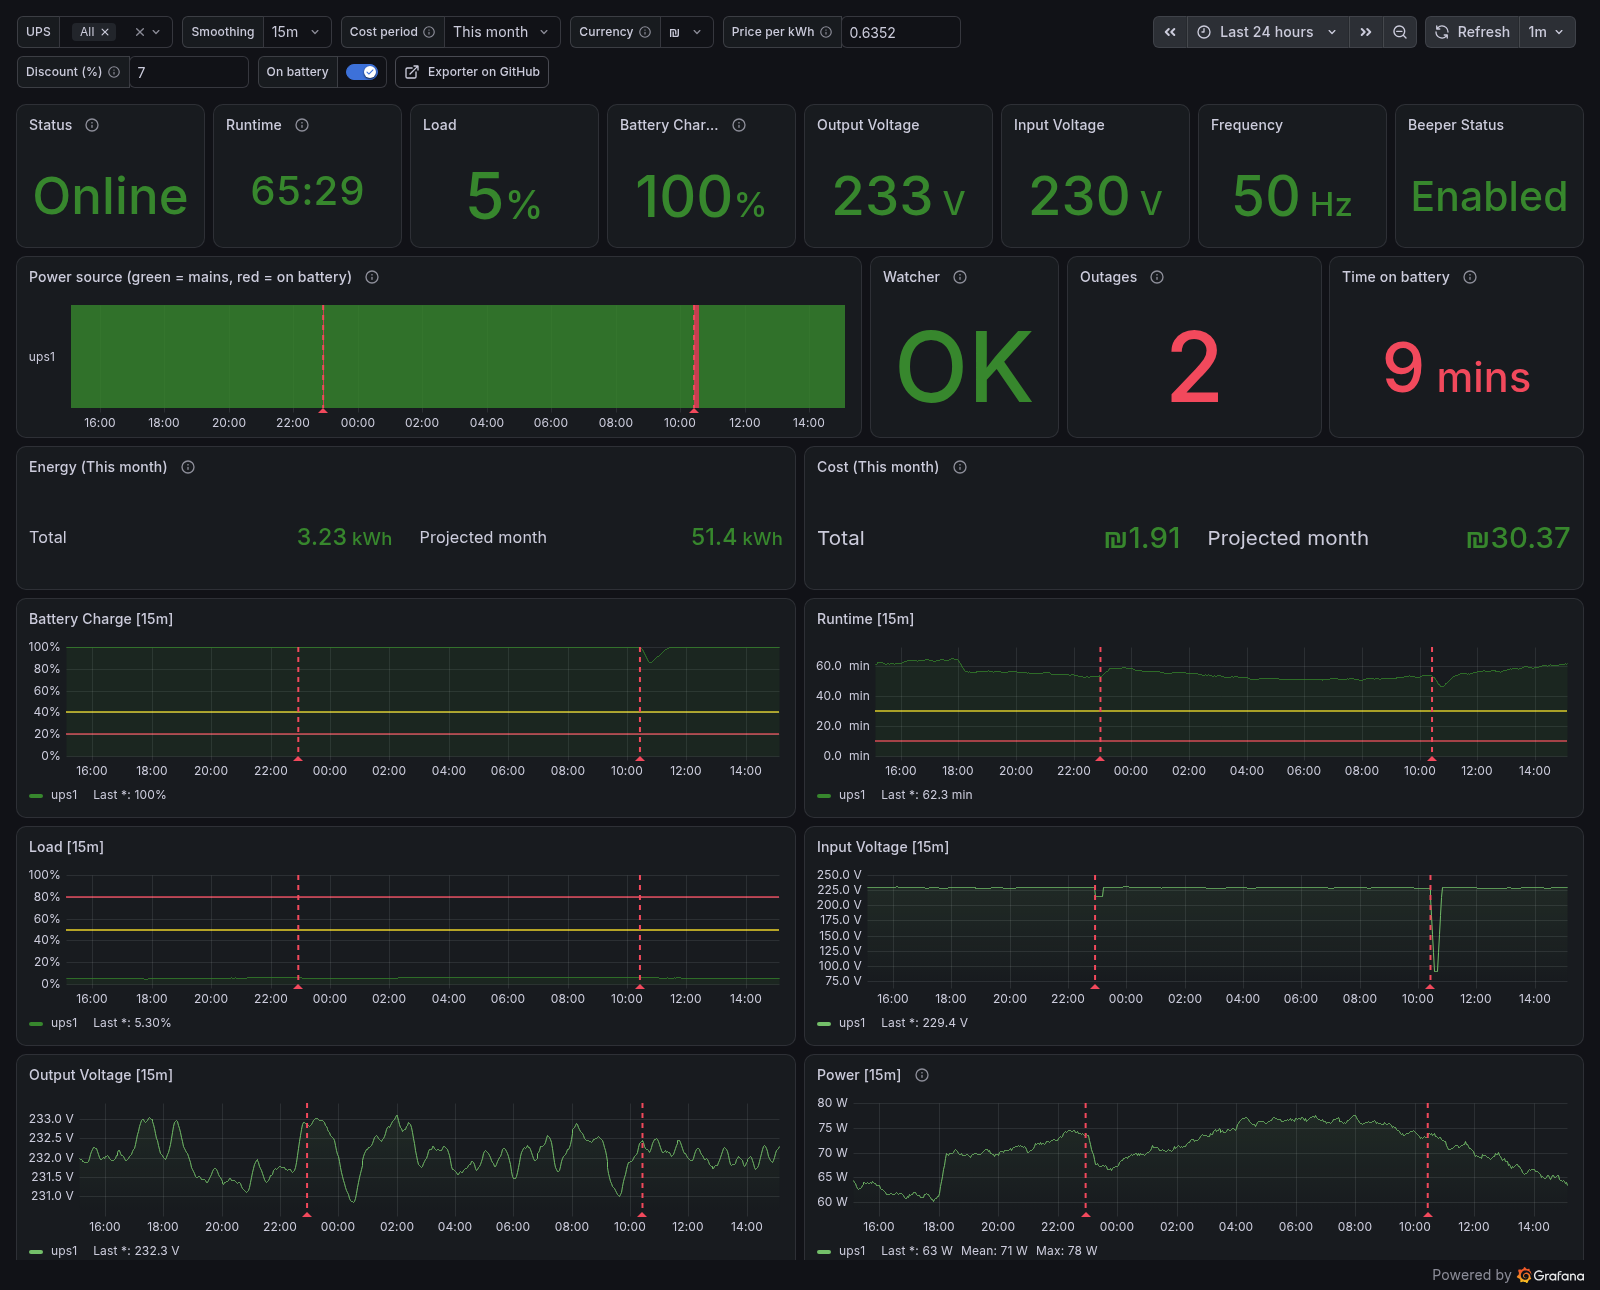 UPS All Smoothing 15m Cost period This month Currency ₪ Price per kWh 0.6352 Last 24 hours Refresh 1m
Discount (%) 7 On battery Exporter on GitHub
Status Runtime Load Battery Char... Output Voltage Input Voltage Frequency Beeper Status
Online 65:29 5% 100% 233 V 230 V 50 Hz Enabled
Power source (green = mains, red = on battery) Watcher Outages Time on battery
ups1 OK 2 9 mins
16:00 18:00 20:00 22:00 00:00 02:00 04:00 06:00 08:00 10:00 12:00 14:00
Energy (This month) Cost (This month)
Total 3.23 kWh Projected month 51.4 kWh Total ₪1.91 Projected month ₪30.37
Battery Charge [15m]
100%
80%
60%
40%
20%
0%
16:00 18:00 20:00 22:00 00:00 02:00 04:00 06:00 08:00 10:00 12:00 14:00
ups1 Last *: 100%
Runtime [15m]
60.0 min
40.0 min
20.0 min
0.0 min
16:00 18:00 20:00 22:00 00:00 02:00 04:00 06:00 08:00 10:00 12:00 14:00
ups1 Last *: 62.3 min
Load [15m]
100%
80%
60%
40%
20%
0%
16:00 18:00 20:00 22:00 00:00 02:00 04:00 06:00 08:00 10:00 12:00 14:00
ups1 Last *: 5.30%
Input Voltage [15m]
250.0 V
225.0 V
200.0 V
175.0 V
150.0 V
125.0 V
100.0 V
75.0 V
16:00 18:00 20:00 22:00 00:00 02:00 04:00 06:00 08:00 10:00 12:00 14:00
ups1 Last *: 229.4 V
Output Voltage [15m]
233.0 V
232.5 V
232.0 V
231.5 V
231.0 V
16:00 18:00 20:00 22:00 00:00 02:00 04:00 06:00 08:00 10:00 12:00 14:00
ups1 Last *: 232.3 V
Power [15m]
80 W
75 W
70 W
65 W
60 W
16:00 18:00 20:00 22:00 00:00 02:00 04:00 06:00 08:00 10:00 12:00 14:00
ups1 Last *: 63 W Mean: 71 W Max: 78 W
Powered by Grafana